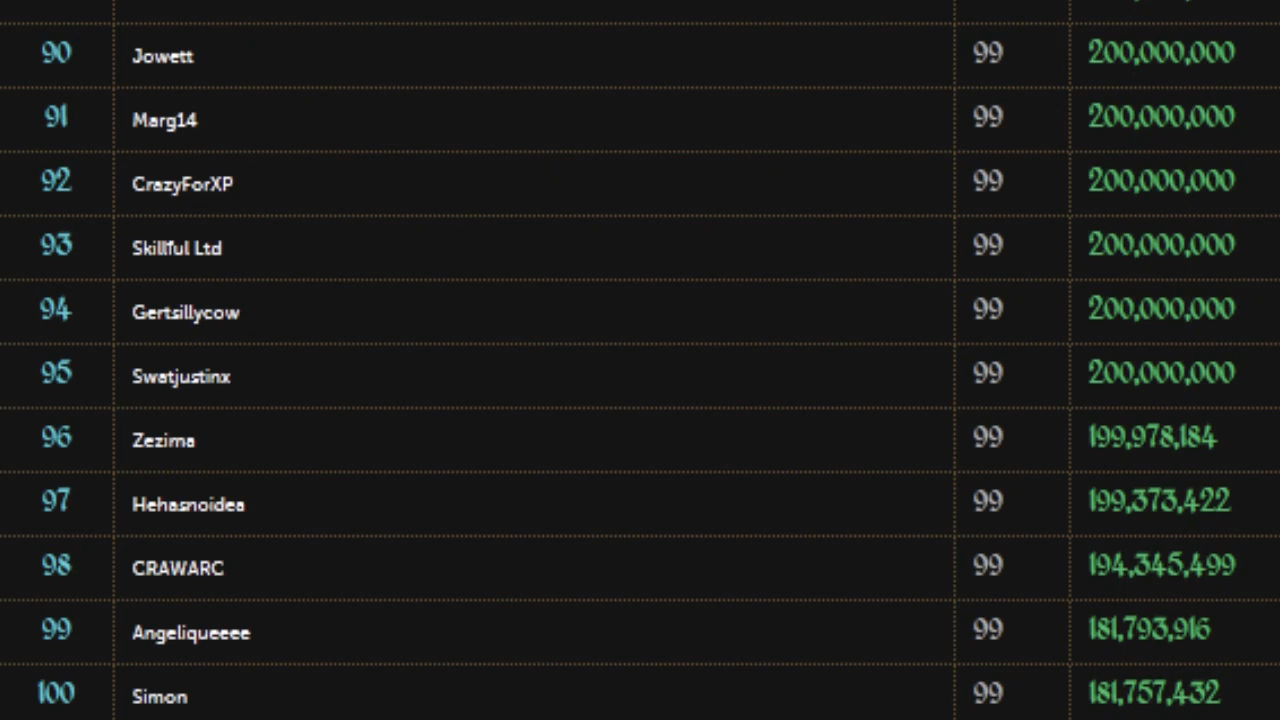 90 Jowett 99 200,000,000
91 Marg14 99 200,000,000
92 CrazyForXP 99 200,000,000
93 Skillful Ltd 99 200,000,000
94 Gertsillycow 99 200,000,000
95 Swatjustinx 99 200,000,000
96 Zezima 99 199,978,184
97 Hehasnoidea 99 199,373,422
98 CRAWARC 99 194,345,499
99 Angeliqueeee 99 181,793,916
100 Simon 99 181,757,432